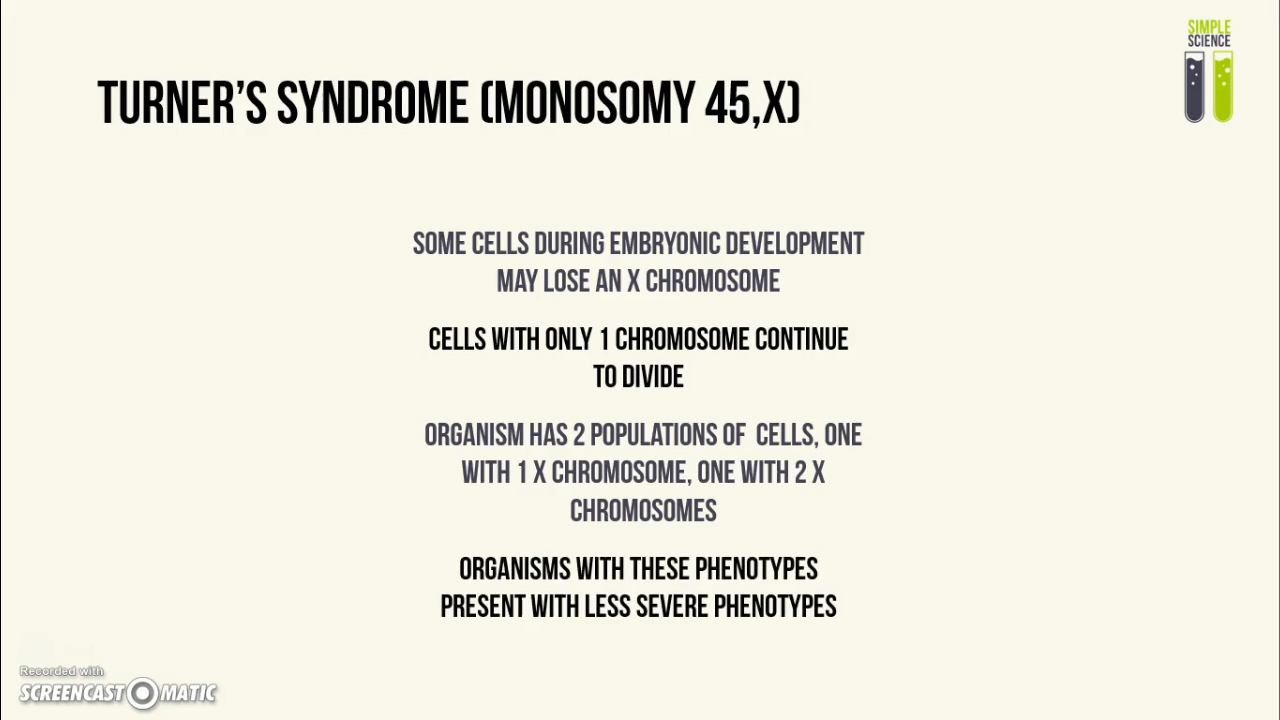 SIMPLE
SCIENCE
TURNER'S SYNDROME (MONOSOMY 45,X)
SOME CELLS DURING EMBRYONIC DEVELOPMENT
MAY LOSE AN X CHROMOSOME
CELLS WITH ONLY 1 CHROMOSOME CONTINUE
TO DIVIDE
ORGANISM HAS 2 POPULATIONS OF CELLS, ONE
WITH 1 X CHROMOSOME, ONE WITH 2 X
CHROMOSOMES
ORGANISMS WITH THESE PHENOTYPES
PRESENT WITH LESS SEVERE PHENOTYPES
Recorded with
SCREENCAST MATIC